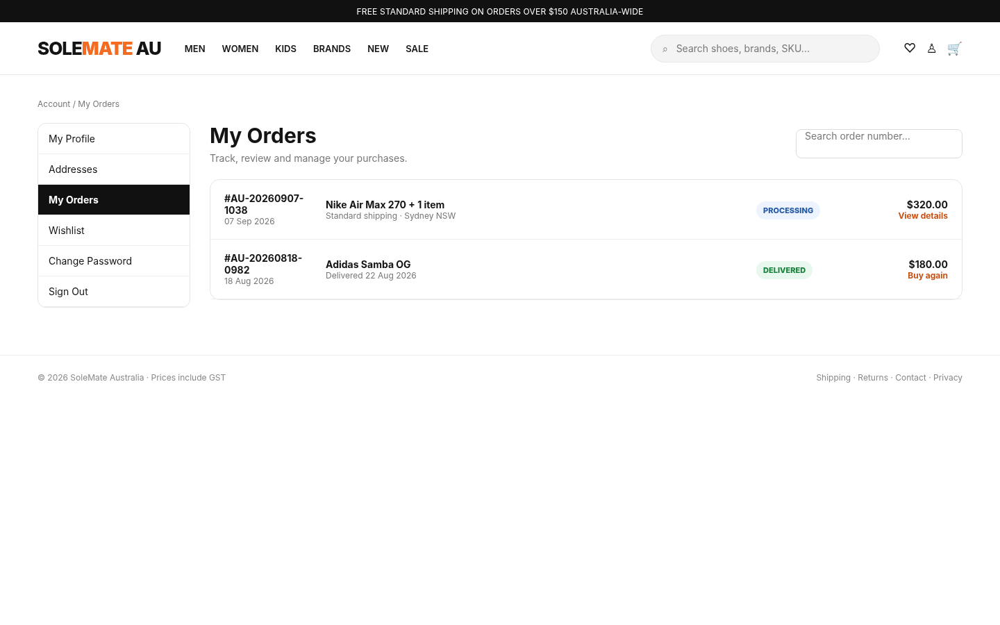 FREE STANDARD SHIPPING ON ORDERS OVER $150 AUSTRALIA-WIDE
SOLEMATE AU
MEN WOMEN KIDS BRANDS NEW SALE
Search shoes, brands, SKU...
Account / My Orders
My Profile
Addresses
My Orders
Wishlist
Change Password
Sign Out
My Orders
Track, review and manage your purchases.
Search order number...
#AU-20260907-
1038
07 Sep 2026
Nike Air Max 270 + 1 item
Standard shipping · Sydney NSW
PROCESSING
$320.00
View details
#AU-20260818-
0982
18 Aug 2026
Adidas Samba OG
Delivered 22 Aug 2026
DELIVERED
$180.00
Buy again
© 2026 SoleMate Australia · Prices include GST
Shipping · Returns · Contact · Privacy